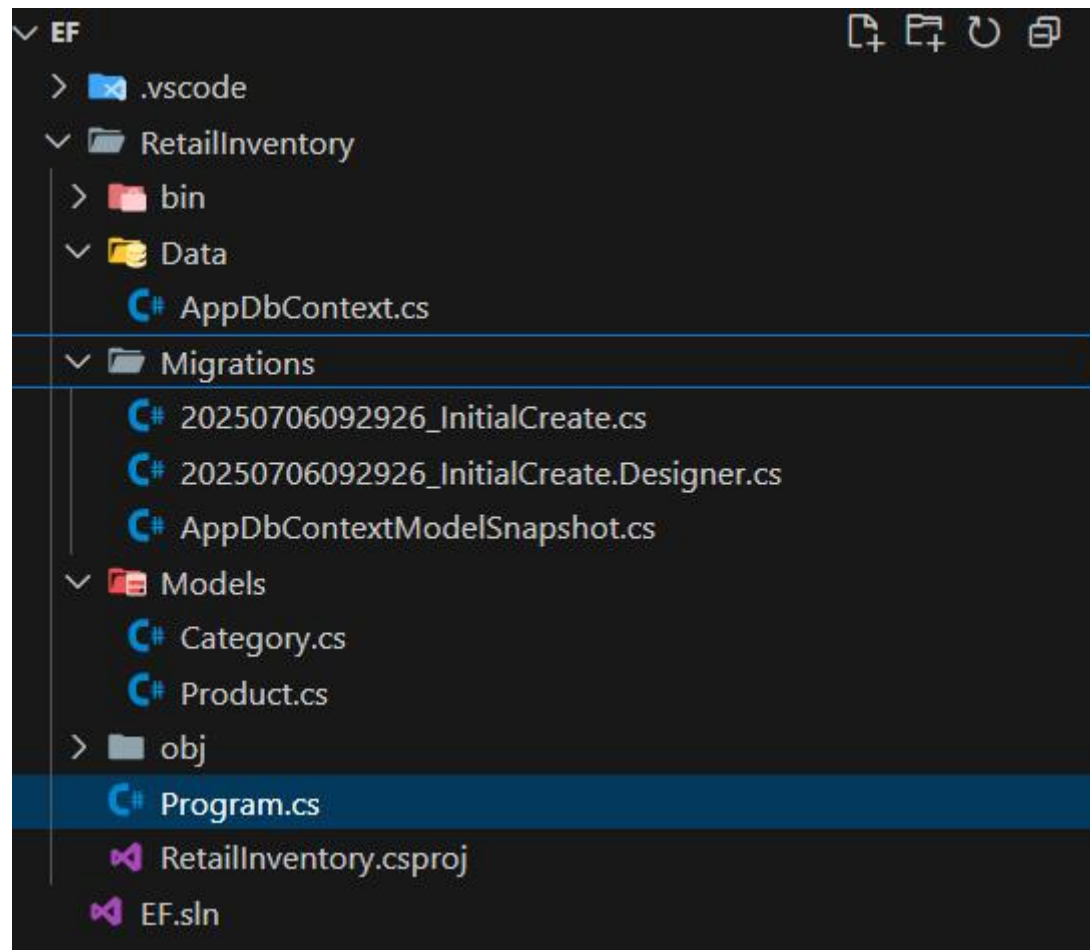 EF
.vscode
RetailInventory
bin
Data
C# AppDbContext.cs
Migrations
C# 20250706092926_InitialCreate.cs
C# 20250706092926_InitialCreate.Designer.cs
C# AppDbContextModelSnapshot.cs
Models
C# Category.cs
C# Product.cs
obj
C# Program.cs
RetailInventory.csproj
EF.sln